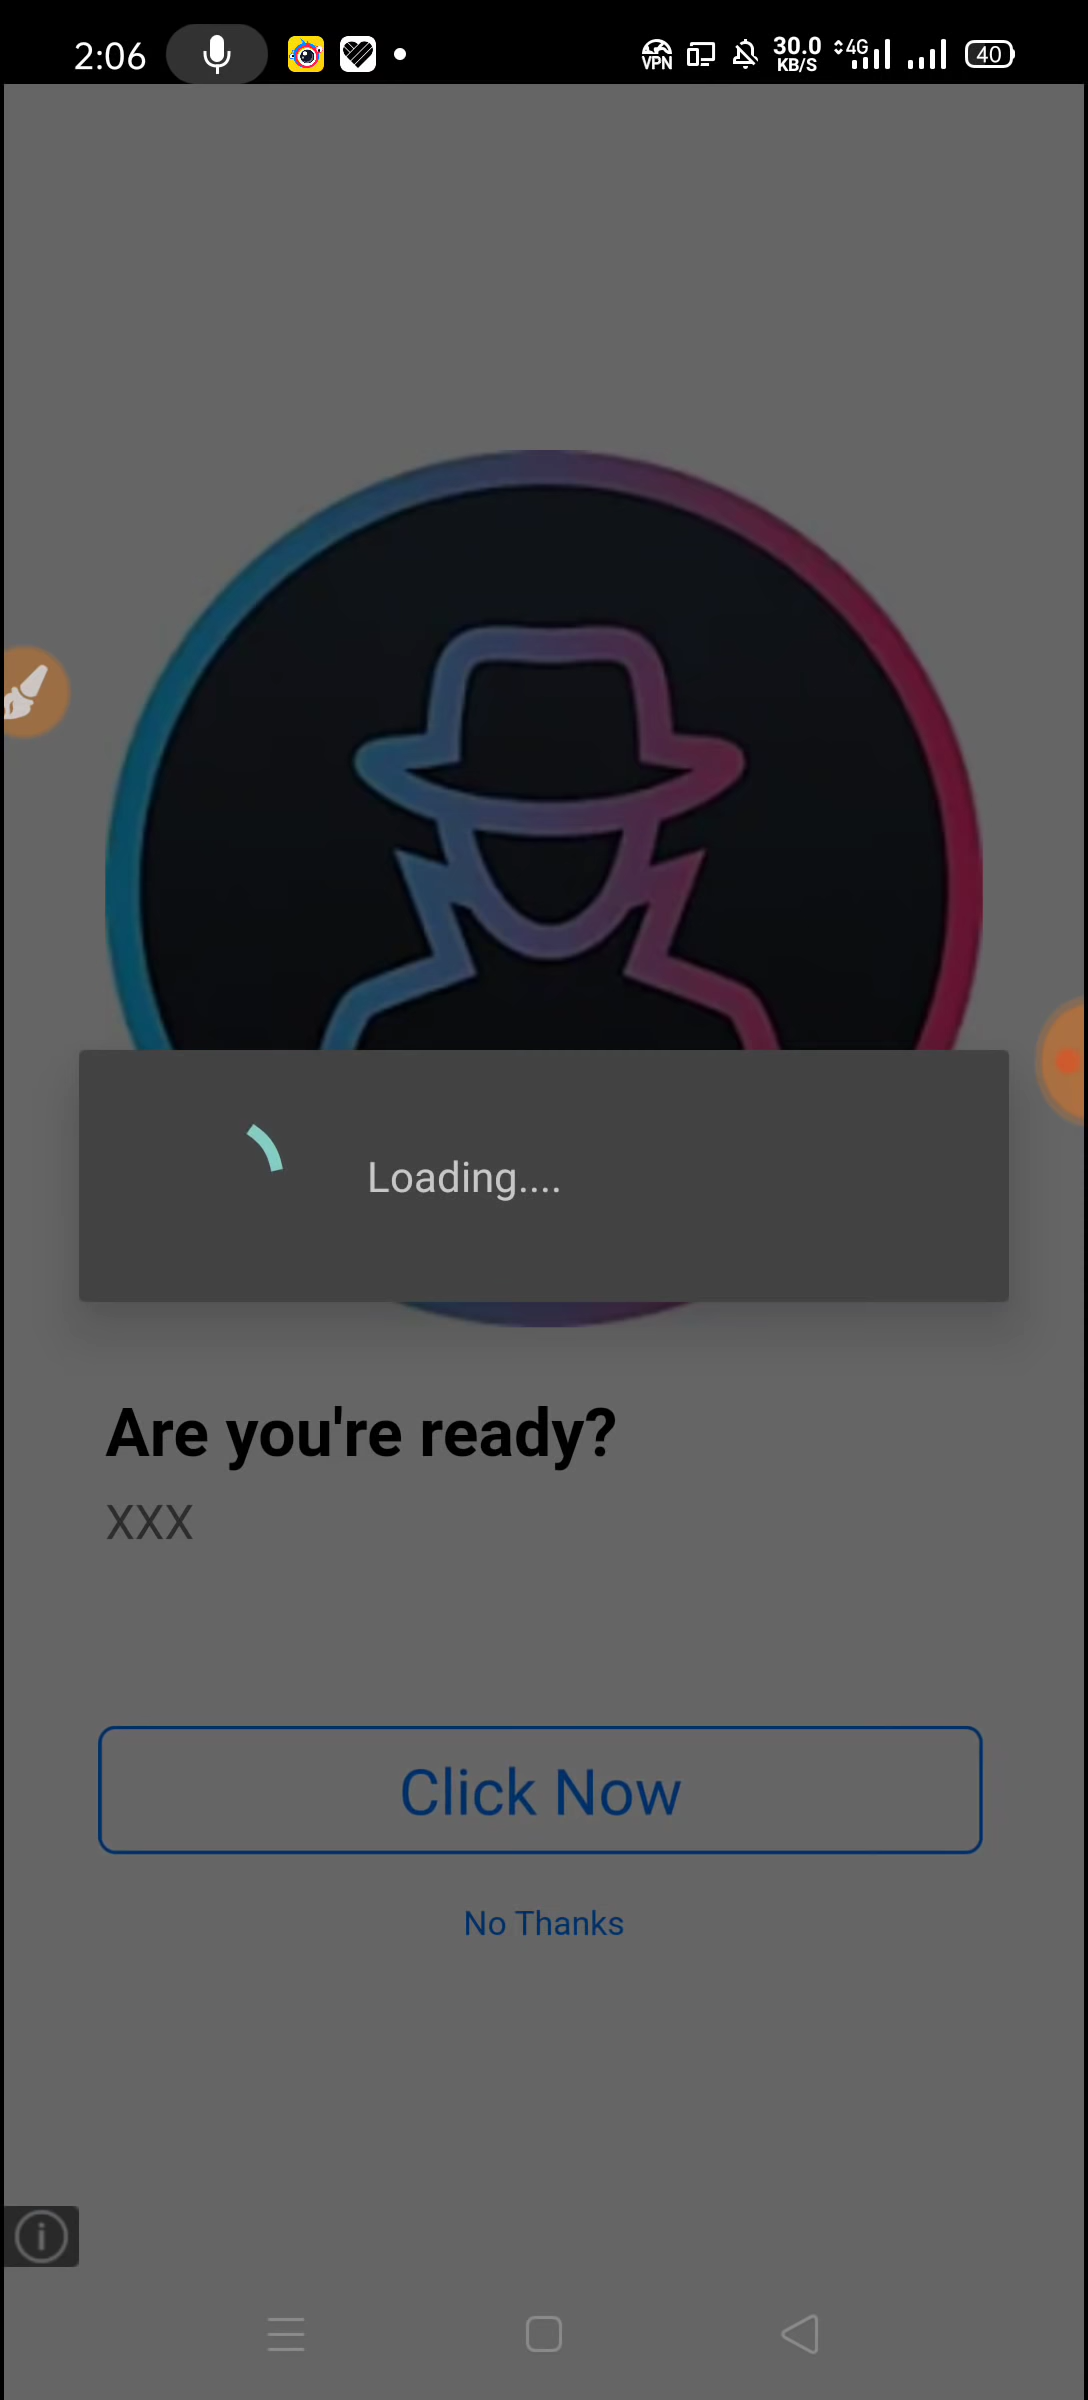 2:06
VPN
30.0
KB/S
4G
40
Loading....
Are you're ready?
XXX
Click Now
No Thanks